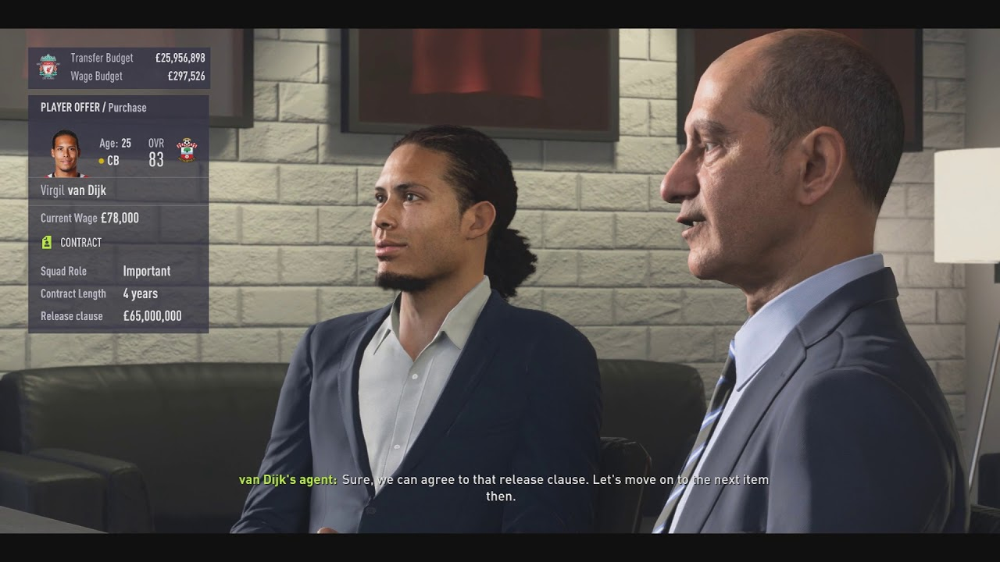 Transfer Budget £25,956,898
Wage Budget £297,526
PLAYER OFFER / Purchase
Age: 25 OVR
CB 83
Virgil van Dijk
Current Wage £78,000
CONTRACT
Squad Role Important
Contract Length 4 years
Release clause £65,000,000
van Dijk's agent: Sure, we can agree to that release clause. Let's move on to the next item
then.